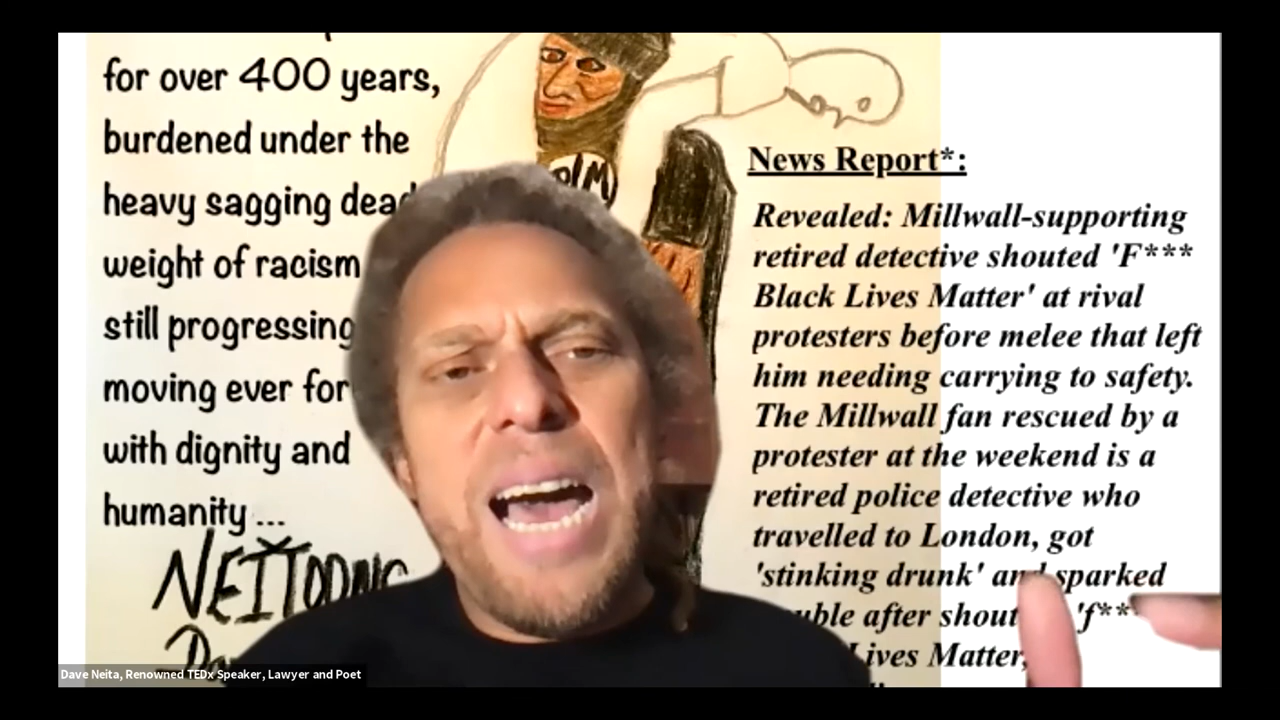 for over 400 years,
burdened under the
heavy sagging dead
weight of racism
still progressing
moving ever for
with dignity and
humanity ...
NEITOONS
News Report*:
Revealed: Millwall-supporting
retired detective shouted 'F***
Black Lives Matter' at rival
protesters before melee that left
him needing carrying to safety.
The Millwall fan rescued by a
protester at the weekend is a
retired police detective who
travelled to London, got
'stinking drunk' and sparked
after shout 'f**
Lives Matter,
Dave Neita, Renowned TEDx Speaker, Lawyer and Poet